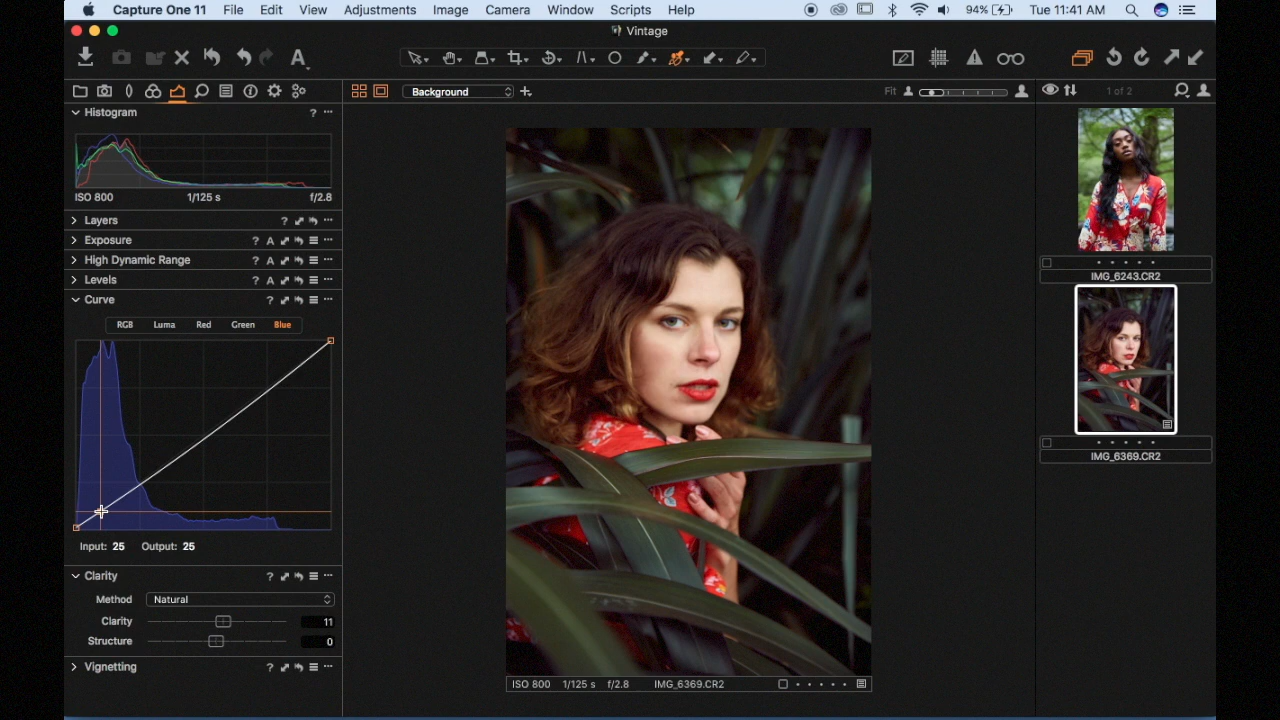 Capture One 11 File Edit View Adjustments Image Camera Window Scripts Help 94% Tue 11:41 AM
Vintage
A
Background Fit 1 of 2
Histogram ? ...
ISO 800 1/125 s f/2.8
Layers ? ...
Exposure ? A ...
High Dynamic Range ? A ...
Levels ? A ...
Curve ? ...
RGB Luma Red Green Blue
Input: 25 Output: 25
Clarity ? ...
Method Natural
Clarity 11
Structure 0
Vignetting ? ...
ISO 800 1/125 s f/2.8 IMG_6369.CR2
IMG_6243.CR2
IMG_6369.CR2